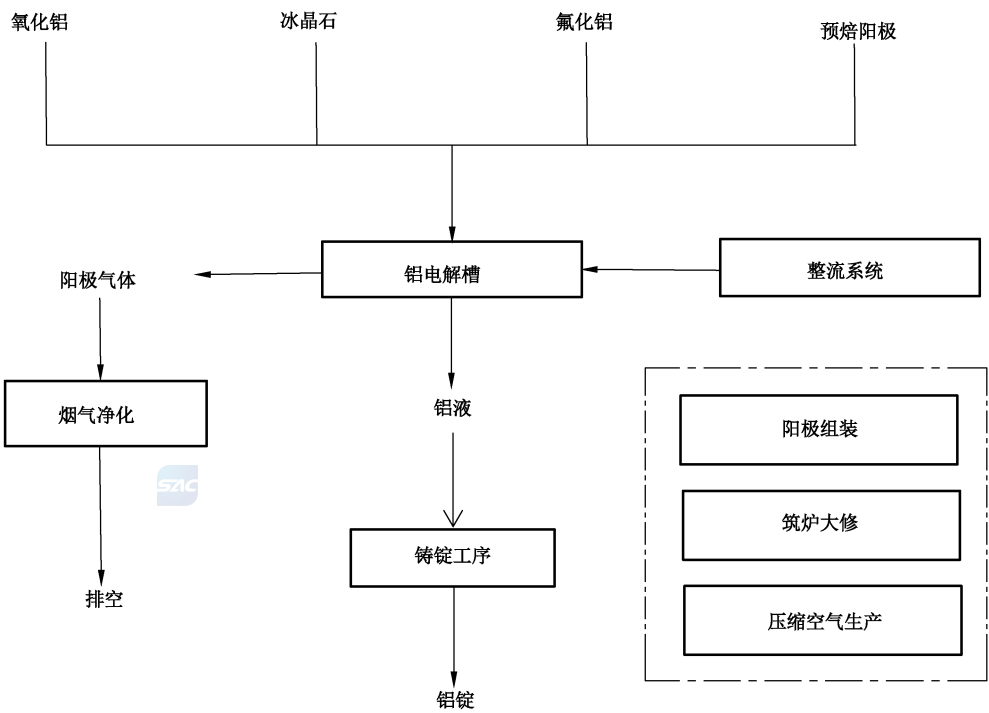 氧化铝
冰晶石
氟化铝
预焙阳极
铝电解槽
整流系统
阳极气体
烟气净化
铝液
阳极组装
SAC
筑炉大修
铸锭工序
排空
压缩空气生产
铝锭